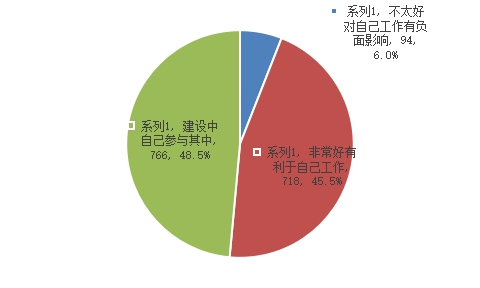 系列1, 不太好
对自己工作有负
面影响, 94,
6.0%
系列1, 建设中
自己参与其中,
766, 48.5%
系列1, 非常好有
利于自己工作,
718, 45.5%